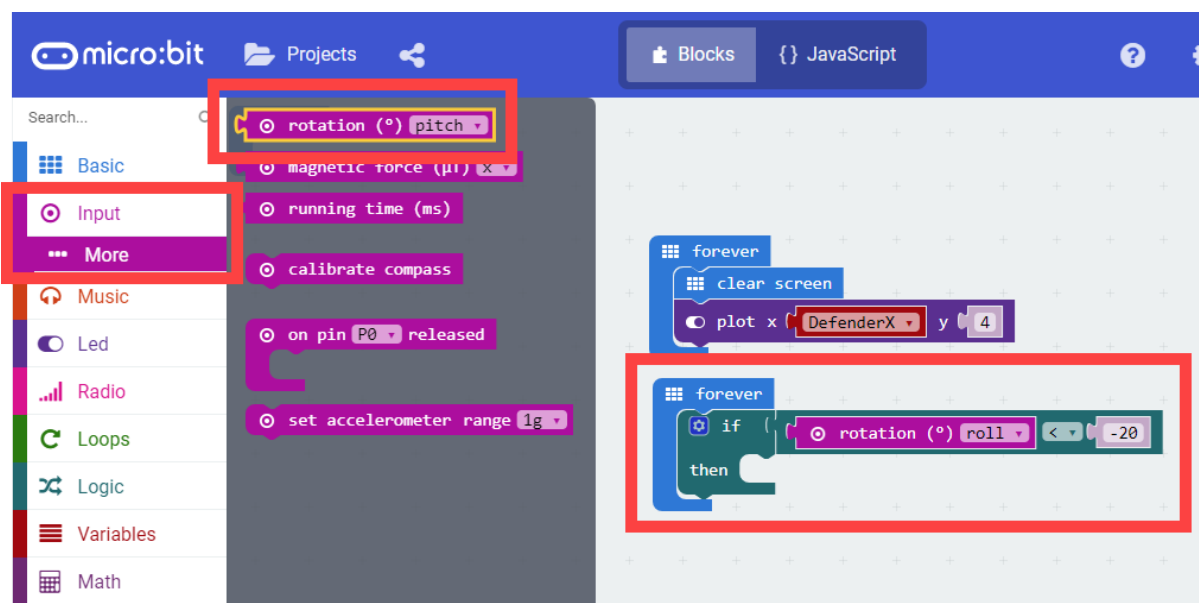 micro:bit
Projects
Blocks
{} JavaScript
?
Search...
Basic
Input
More
Music
Led
Radio
Loops
Logic
Variables
Math
rotation (°) pitch
magnetic force (µT) x
running time (ms)
calibrate compass
on pin P0 released
set accelerometer range 1g
forever
clear screen
plot x DefenderX y 4
forever
if rotation (°) roll < -20
then